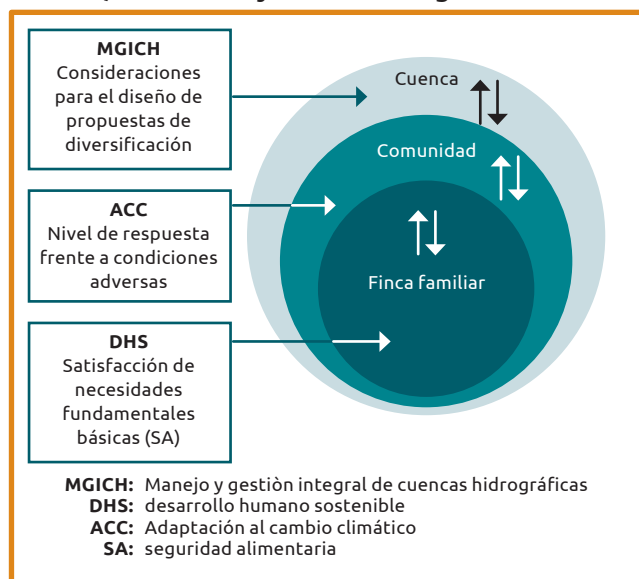 MGICH
Consideraciones
para el diseño de
propuestas de
diversificación
ACC
Nivel de respuesta
frente a condiciones
adversas
DHS
Satisfacción de
necesidades
fundamentales
básicas (SA)
Cuenca
Comunidad
Finca familiar
MGICH: Manejo y gestiòn integral de cuencas hidrográficas
DHS: desarrollo humano sostenible
ACC: Adaptación al cambio climático
SA: seguridad alimentaria